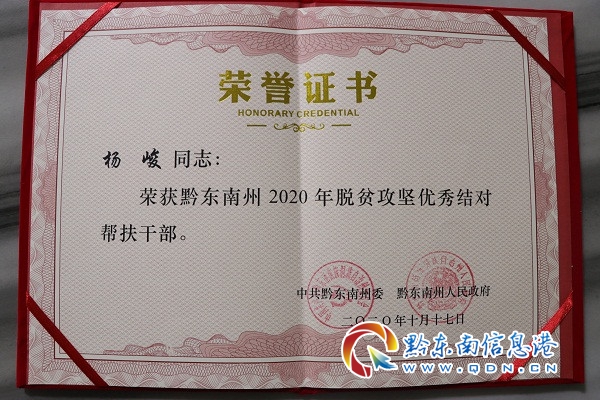 荣誉证书
HONORARY CREDENTIAL
杨峻同志：
荣获黔东南州2020年脱贫攻坚优秀结对
帮扶干部。
中共黔东南州委 黔东南州人民政府
二〇二〇年十月十七日
黔东南信息港
WWW.QDN.CN